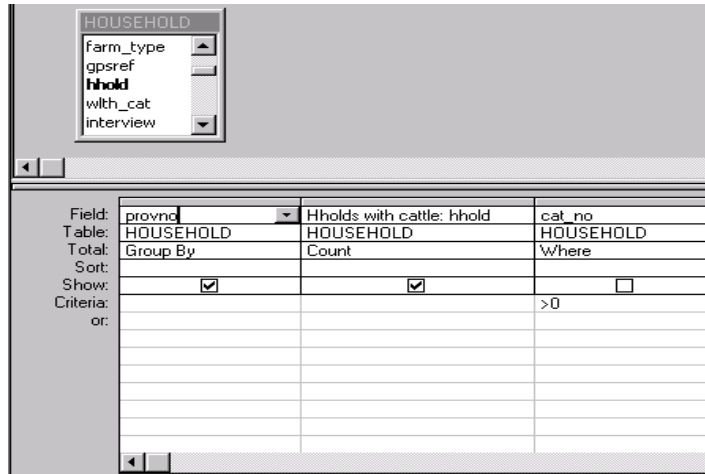 HOUSEHOLD
farm_type
gpsref
hhold
wlth_cat
interview
Field: provno Hholds with cattle: hhold cat_no
Table: HOUSEHOLD HOUSEHOLD HOUSEHOLD
Total: Group By Count Where
Sort:
Show:
Criteria: >0
or: